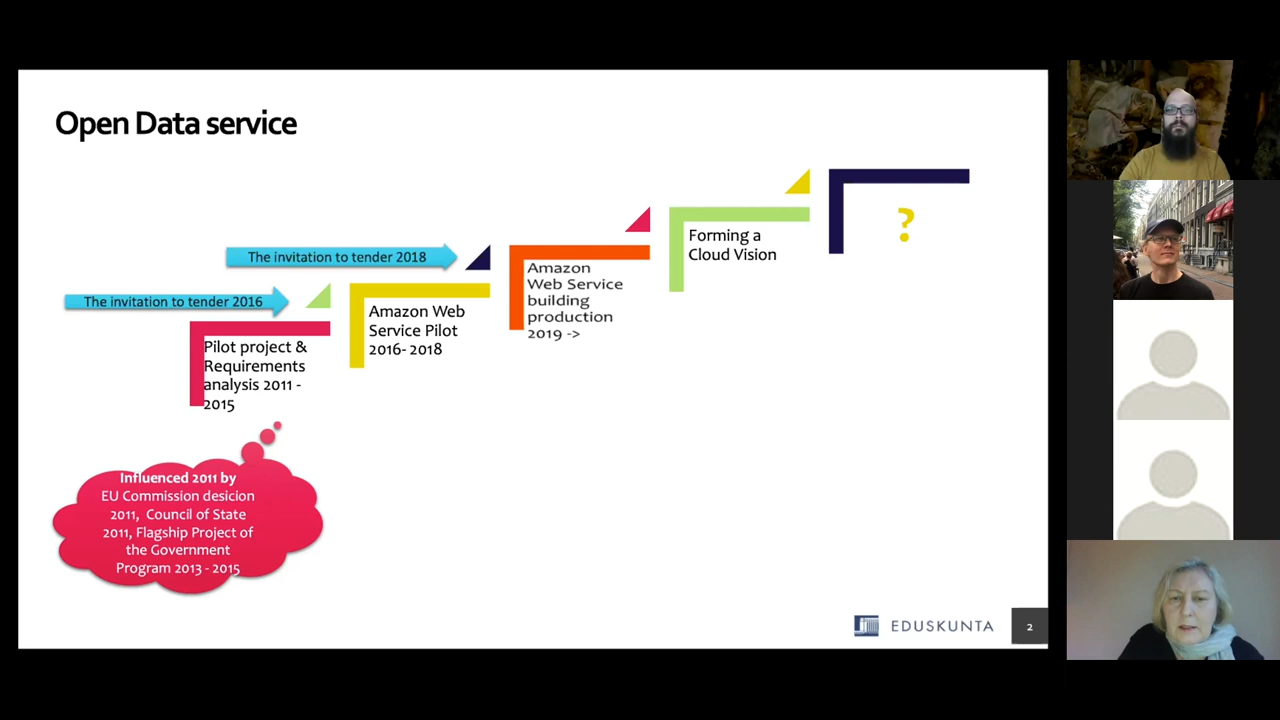 Open Data service
The invitation to tender 2018
The invitation to tender 2016
Pilot project &
Requirements
analysis 2011 -
2015
Amazon Web
Service Pilot
2016- 2018
Amazon
Web Service
building
production
2019 ->
Forming a
Cloud Vision
?
Influenced 2011 by
EU Commission desicion
2011, Council of State
2011, Flagship Project of
the Government
Program 2013 - 2015
EDUSKUNTA
2